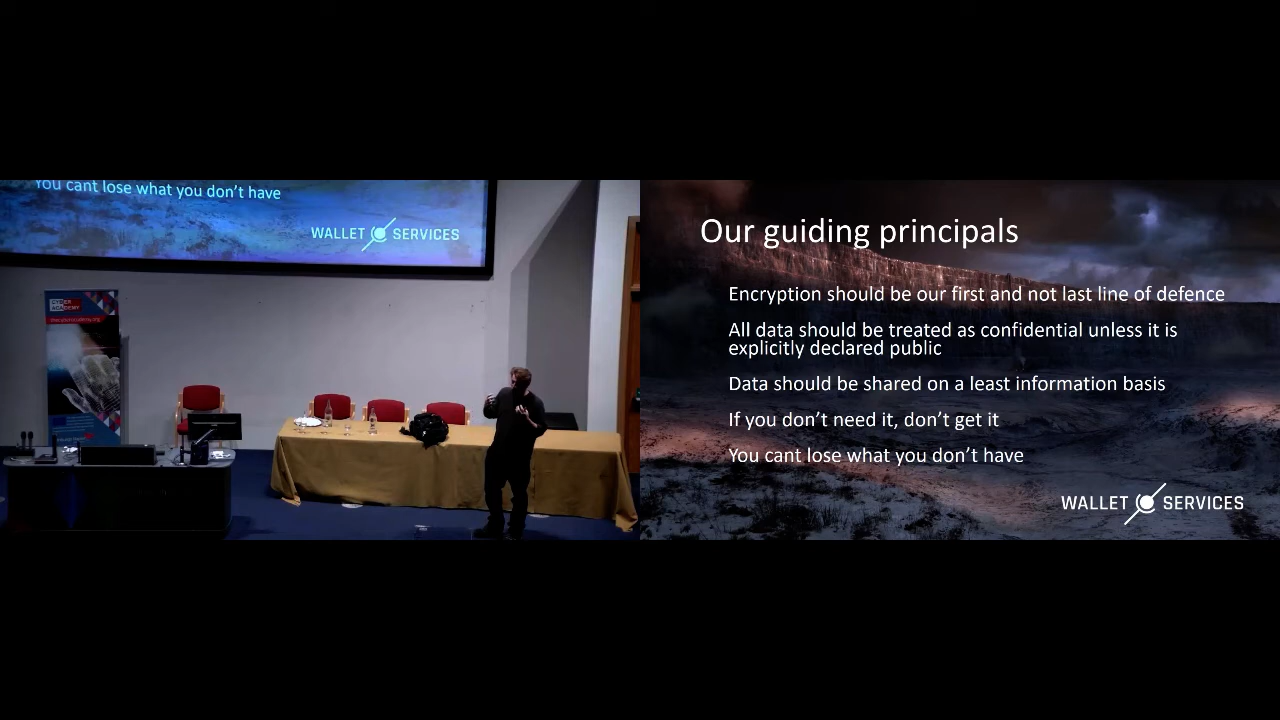 You cant lose what you don't have
WALLET SERVICES
CYBER
ACADEMY
Our guiding principals
Encryption should be our first and not last line of defence
All data should be treated as confidential unless it is
explicitly declared public
Data should be shared on a least information basis
If you don't need it, don't get it
You cant lose what you don't have
WALLET SERVICES